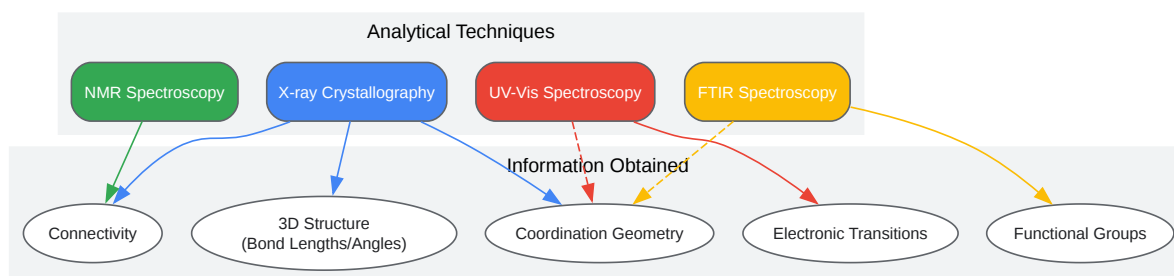 Analytical Techniques
NMR Spectroscopy
X-ray Crystallography
UV-Vis Spectroscopy
FTIR Spectroscopy
Information Obtained
Connectivity
3D Structure
(Bond Lengths/Angles)
Coordination Geometry
Electronic Transitions
Functional Groups